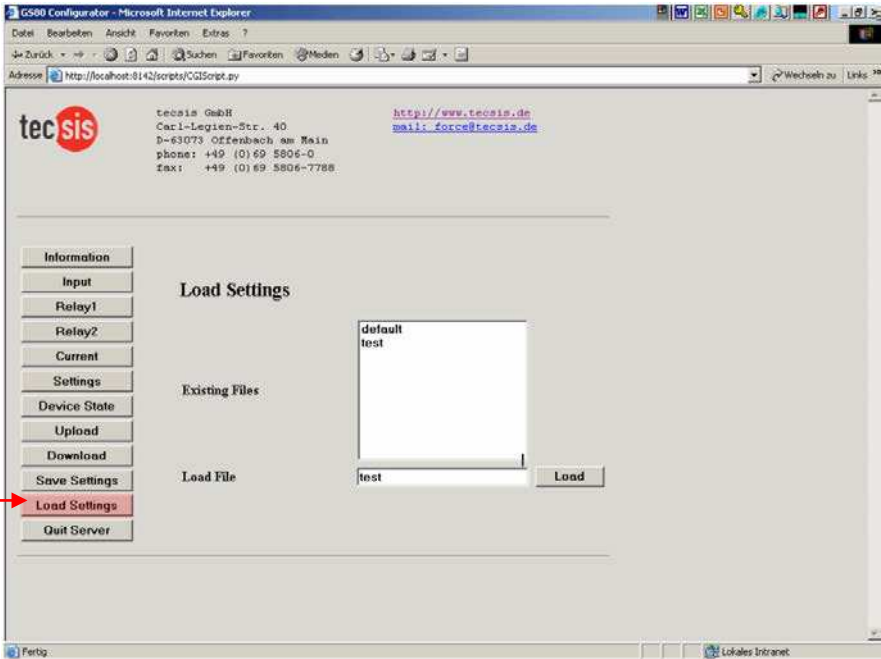 GS80 Configurator - Microsoft Internet Explorer
Datei Bearbeiten Ansicht Favoriten Extras ?
Zurück Suchen Favoriten Medien
Adresse http://localhost:8142/scripts/CGIScript.py Wechseln zu Links »
tecsis
tecsis GmbH
Carl-Legien-Str. 40
D-63073 Offenbach am Main
phone: +49 (0)69 5806-0
fax: +49 (0)69 5806-7788
http://www.tecsis.de
mail: force@tecsis.de
Information
Input
Relay1
Relay2
Current
Settings
Device State
Upload
Download
Save Settings
Load Settings
Quit Server
Load Settings
Existing Files
default
test
Load File
test
Load
Fertig
Lokales Intranet